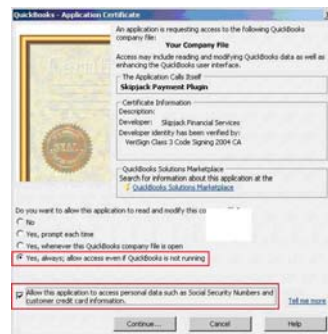 QuickBooks - Application Certificate
An application is requesting access to the following QuickBooks
company file:
Your Company File
Access may include reading and modifying QuickBooks data as well as
enhancing the QuickBooks user interface.
The Application Calls Itself
Skipjack Payment Plugin
Certificate Information
Description:
Developer: Skipjack Financial Services
Developer identity has been verified by:
VeriSign Class 3 Code Signing 2004 CA
QuickBooks Solutions Marketplace
Search for information about this application at the
QuickBooks Solutions Marketplace
Do you want to allow this application to read and modify this
No
Yes, prompt each time
Yes, whenever this QuickBooks company file is open
Yes, always; allow access even if QuickBooks is not running
Allow this application to access personal data such as Social Security Numbers and
customer credit card information.
Tell me more
Continue... Cancel Help